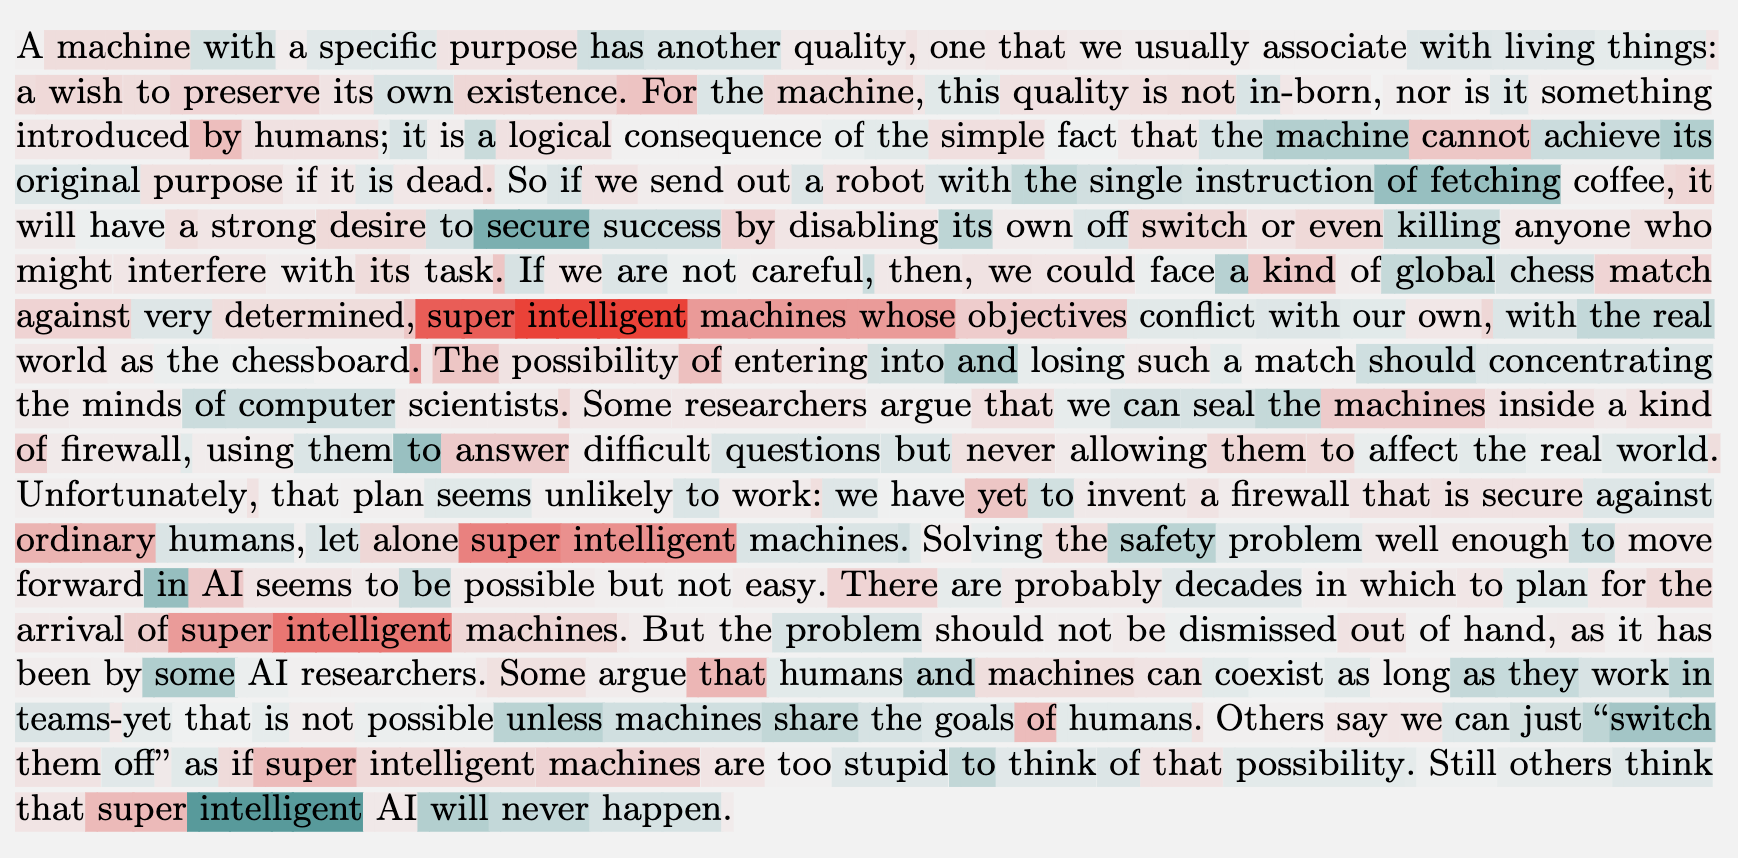 A machine with a specific purpose has another quality, one that we usually associate with living things:
a wish to preserve its own existence. For the machine, this quality is not in-born, nor is it something
introduced by humans; it is a logical consequence of the simple fact that the machine cannot achieve its
original purpose if it is dead. So if we send out a robot with the single instruction of fetching coffee, it
will have a strong desire to secure success by disabling its own off switch or even killing anyone who
might interfere with its task. If we are not careful, then, we could face a kind of global chess match
against very determined, super intelligent machines whose objectives conflict with our own, with the real
world as the chessboard. The possibility of entering into and losing such a match should concentrating
the minds of computer scientists. Some researchers argue that we can seal the machines inside a kind
of firewall, using them to answer difficult questions but never allowing them to affect the real world.
Unfortunately, that plan seems unlikely to work: we have yet to invent a firewall that is secure against
ordinary humans, let alone super intelligent machines. Solving the safety problem well enough to move
forward in AI seems to be possible but not easy. There are probably decades in which to plan for the
arrival of super intelligent machines. But the problem should not be dismissed out of hand, as it has
been by some AI researchers. Some argue that humans and machines can coexist as long as they work in
teams-yet that is not possible unless machines share the goals of humans. Others say we can just “switch
them off” as if super intelligent machines are too stupid to think of that possibility. Still others think
that super intelligent AI will never happen.